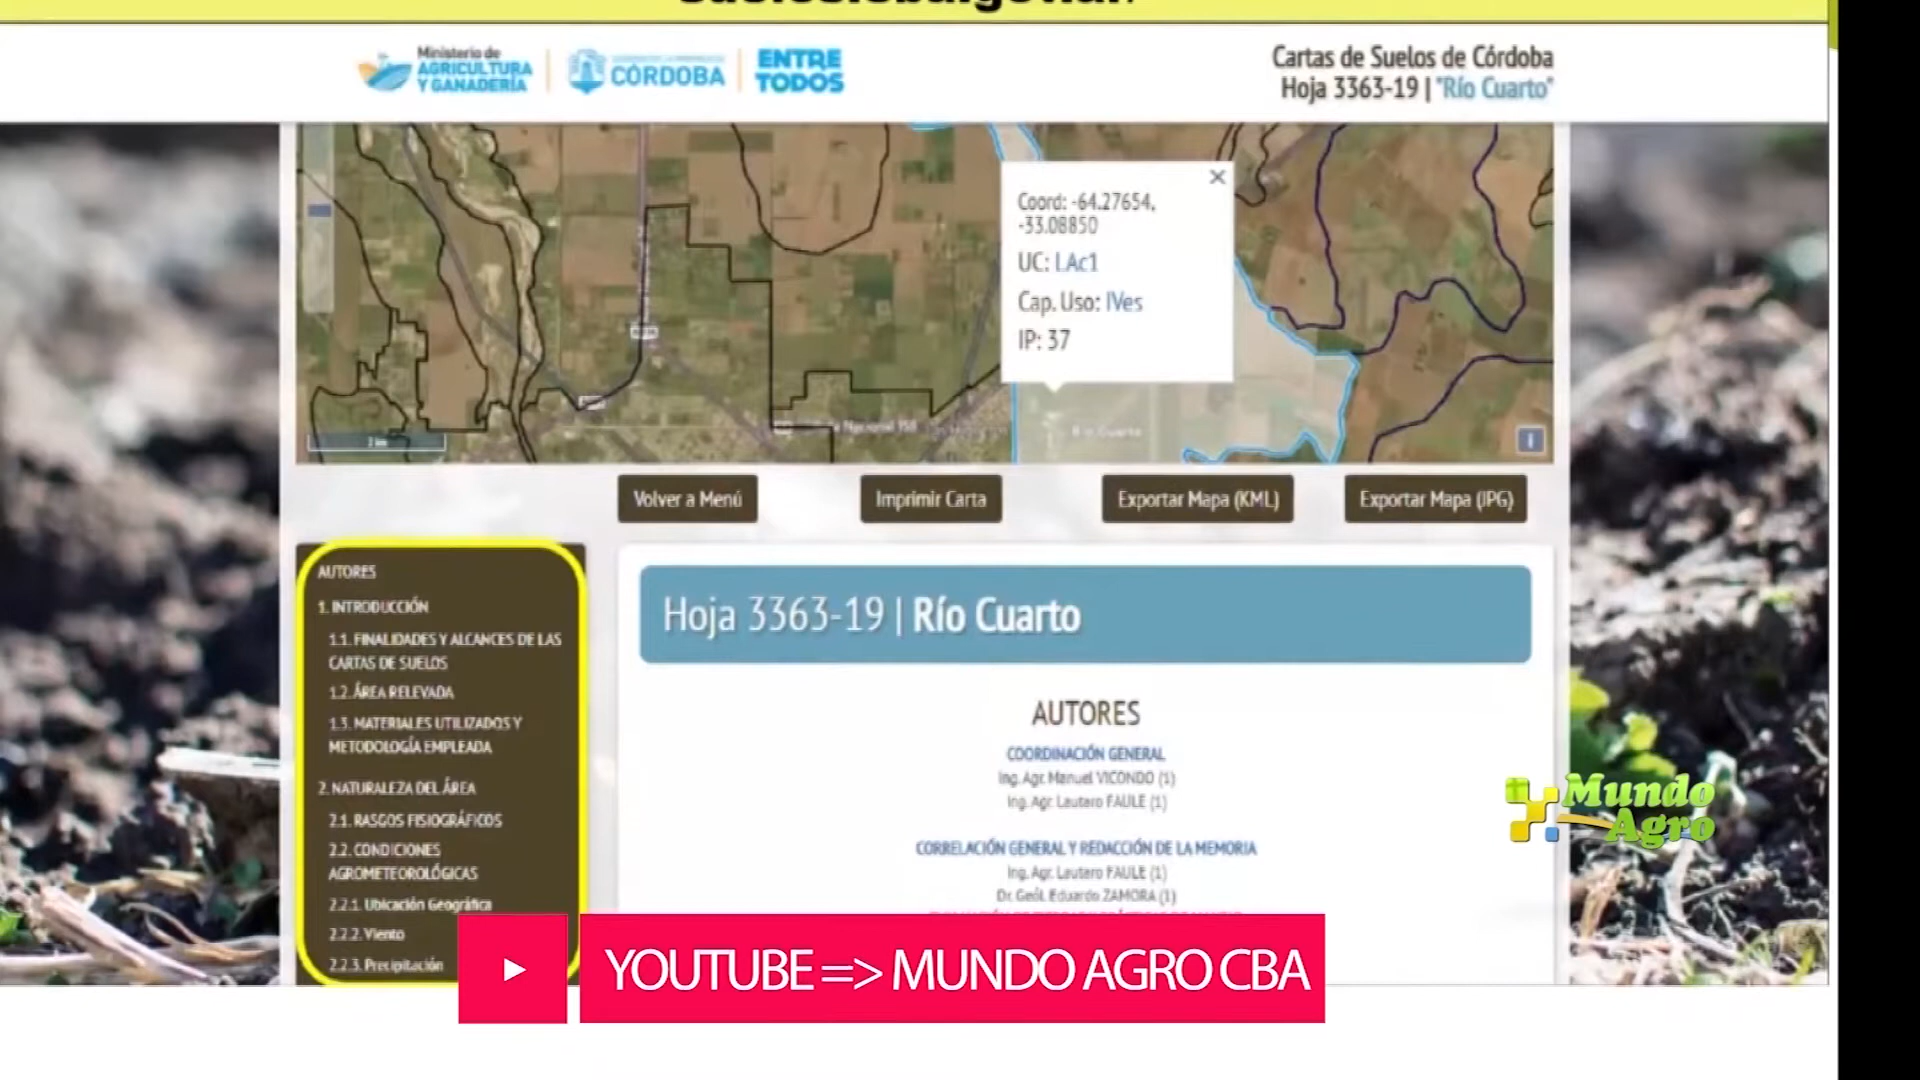 Ministerio de
AGRICULTURA
Y GANADERÍA
CÓRDOBA
ENTRE
TODOS
Cartas de Suelos de Córdoba
Hoja 3363-19 | "Río Cuarto"
Coord: -64.27654,
-33.08850
UC: LAc1
Cap. Uso: IVes
IP: 37
Río Cuarto
2 km
i
Volver a Menú
Imprimir Carta
Exportar Mapa (KML)
Exportar Mapa (JPG)
AUTORES
1. INTRODUCCIÓN
1.1. FINALIDADES Y ALCANCES DE LAS
CARTAS DE SUELOS
1.2. ÁREA RELEVADA
1.3. MATERIALES UTILIZADOS Y
METODOLOGÍA EMPLEADA
2. NATURALEZA DEL ÁREA
2.1. RASGOS FISIOGRÁFICOS
2.2. CONDICIONES
AGROMETEOROLÓGICAS
2.2.1. Ubicación Geográfica
2.2.2. Viento
2.2.3. Precipitación
Hoja 3363-19 | Río Cuarto
AUTORES
COORDINACIÓN GENERAL
Ing. Agr. Manuel VICONDO (1)
Ing. Agr. Lautaro FAULE (1)
CORRELACIÓN GENERAL Y REDACCIÓN DE LA MEMORIA
Ing. Agr. Lautaro FAULE (1)
Dr. Geól. Eduardo ZAMORA (1)
Mundo
Agro
YOUTUBE => MUNDO AGRO CBA